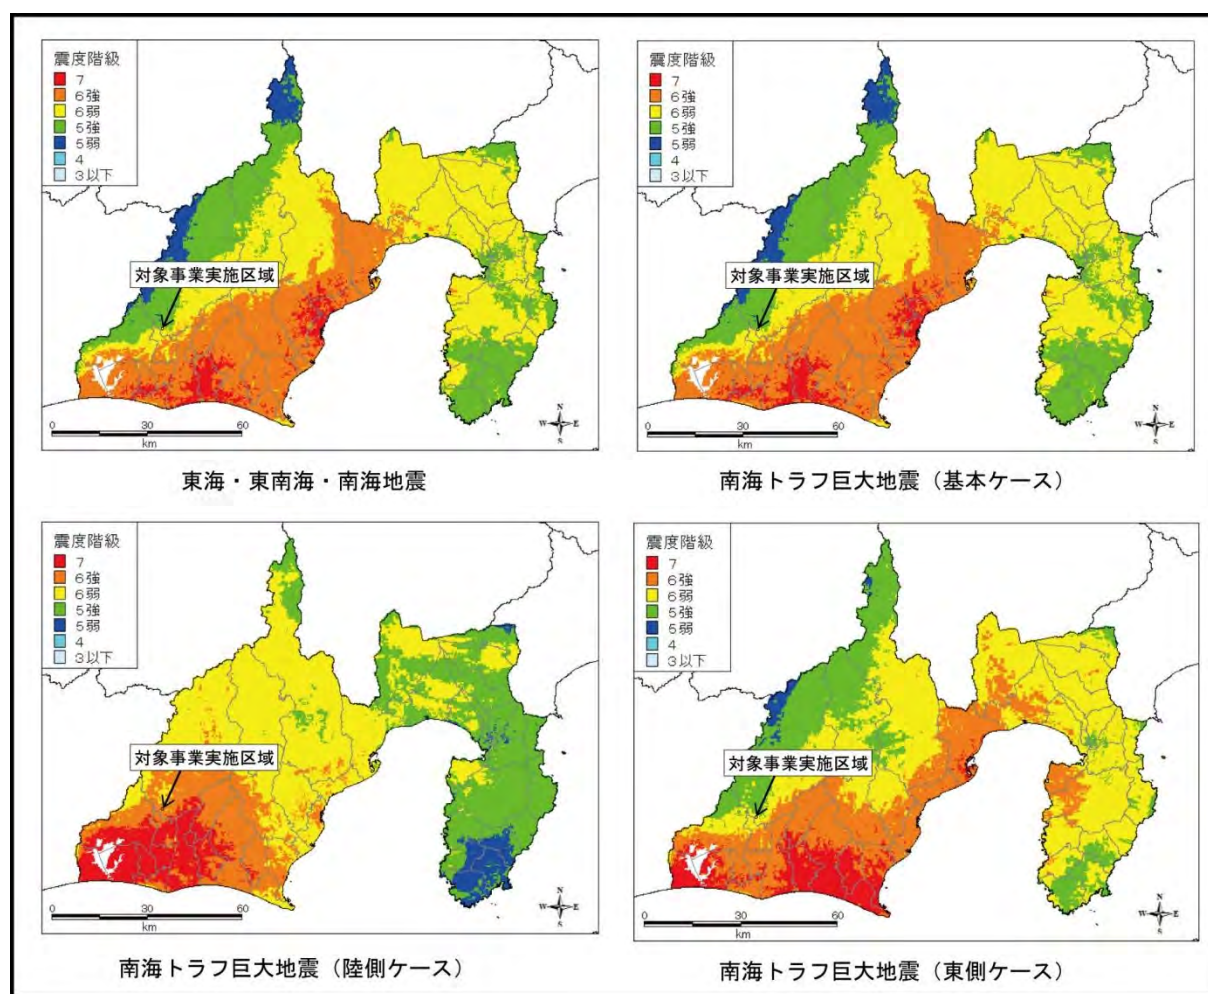 震度階級
7
6強
6弱
5強
5弱
4
3以下
対象事業実施区域
0 30 60
km
N
W E
S
東海・東南海・南海地震
震度階級
7
6強
6弱
5強
5弱
4
3以下
対象事業実施区域
0 30 60
km
N
W E
S
南海トラフ巨大地震（基本ケース）
震度階級
7
6強
6弱
5強
5弱
4
3以下
対象事業実施区域
0 30 60
km
N
W E
S
南海トラフ巨大地震（陸側ケース）
震度階級
7
6強
6弱
5強
5弱
4
3以下
対象事業実施区域
0 30 60
km
N
W E
S
南海トラフ巨大地震（東側ケース）